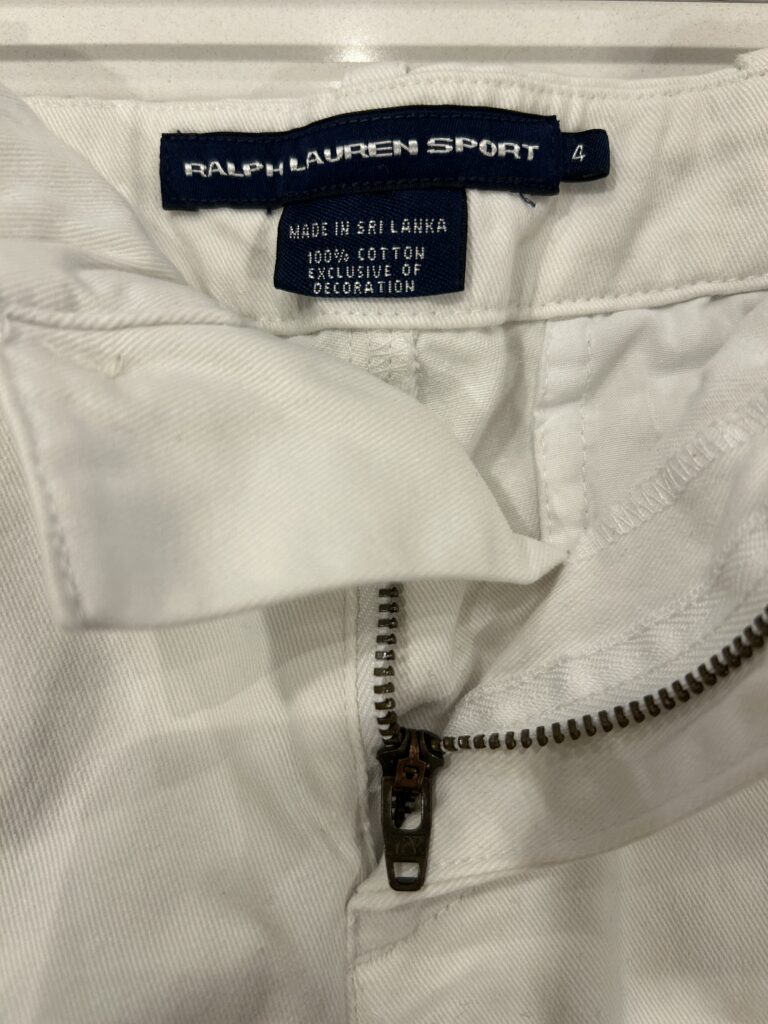 RALPH LAUREN SPORT
4
MADE IN SRI LANKA
100% COTTON
EXCLUSIVE OF
DECORATION